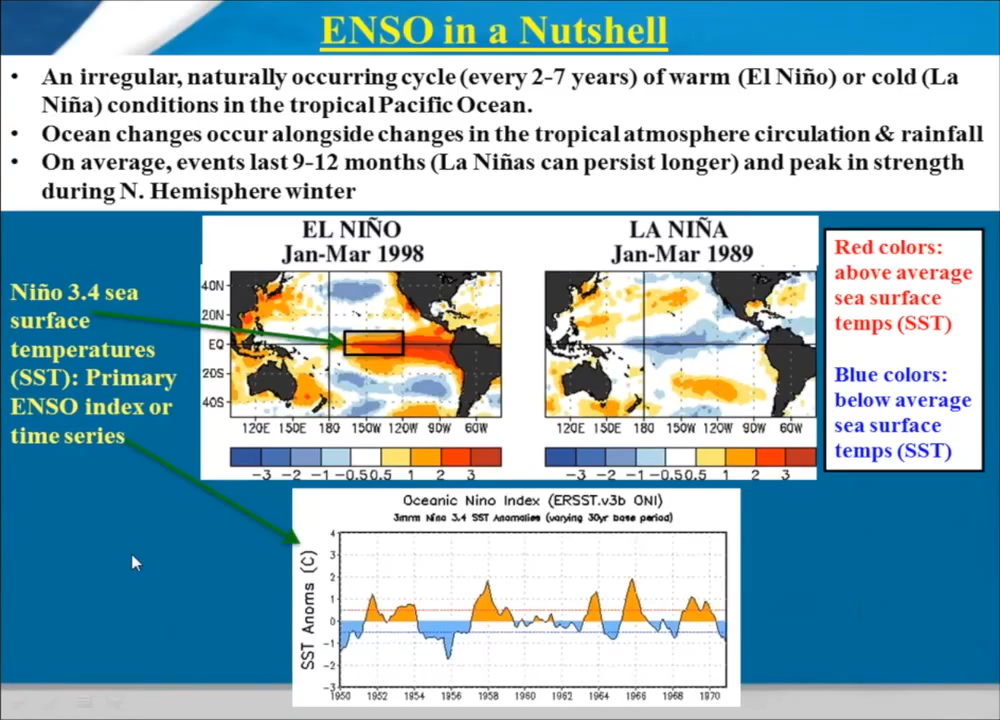 ENSO in a Nutshell
• An irregular, naturally occurring cycle (every 2-7 years) of warm (El Niño) or cold (La
Niña) conditions in the tropical Pacific Ocean.
• Ocean changes occur alongside changes in the tropical atmosphere circulation & rainfall
• On average, events last 9-12 months (La Niñas can persist longer) and peak in strength
during N. Hemisphere winter
EL NIÑO
Jan-Mar 1998
LA NIÑA
Jan-Mar 1989
Niño 3.4 sea
surface
temperatures
(SST): Primary
ENSO index or
time series
40N
20N
EQ
20S
40S
120E 150E 180 150W 120W 90W 60W
120E 150E 180 150W 120W 90W 60W
-3 -2 -1 -0.5 0.5 1 2 3
-3 -2 -1 -0.5 0.5 1 2 3
Red colors:
above average
sea surface
temps (SST)
Blue colors:
below average
sea surface
temps (SST)
Oceanic Nino Index (ERSST.v3b ONI)
3mrm Nino 3.4 SST Anomalies (varying 30yr base period)
SST Anoms (C)
4
3
2
1
0
-1
-2
-3
1950 1952 1954 1956 1958 1960 1962 1964 1966 1968 1970